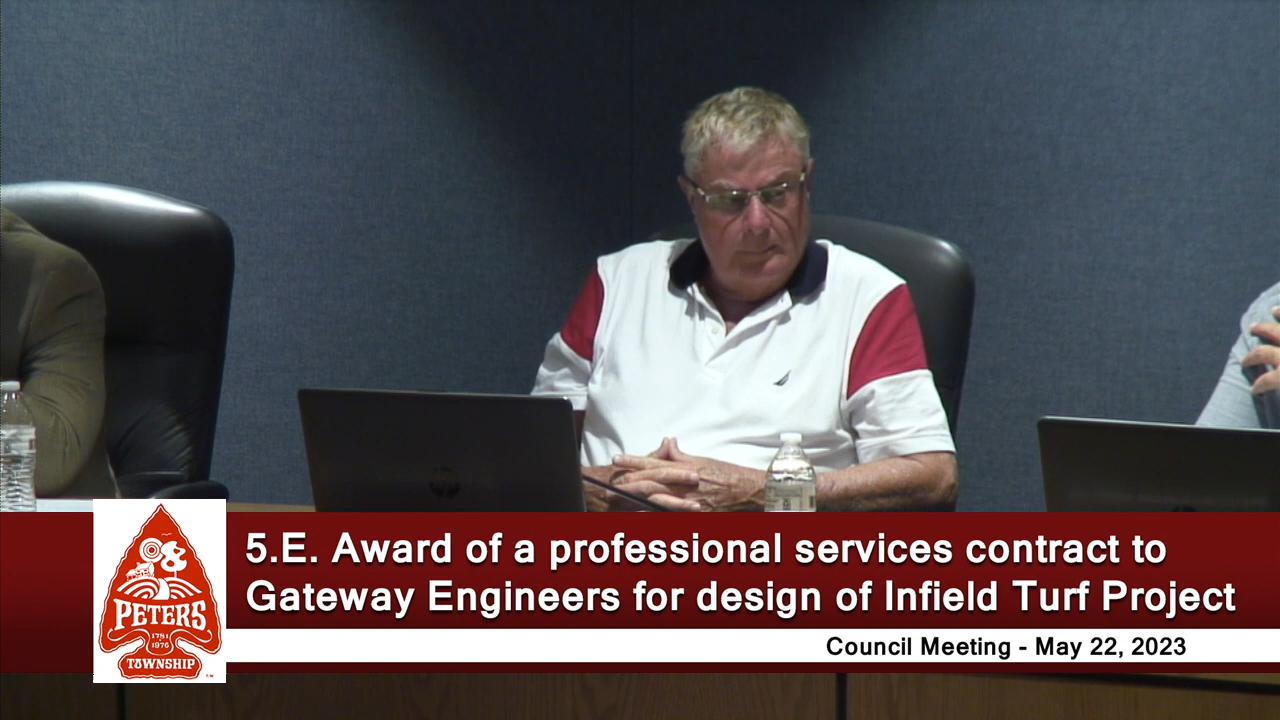 5.E. Award of a professional services contract to
Gateway Engineers for design of Infield Turf Project
Council Meeting - May 22, 2023
PETERS
1781
1976
TOWNSHIP